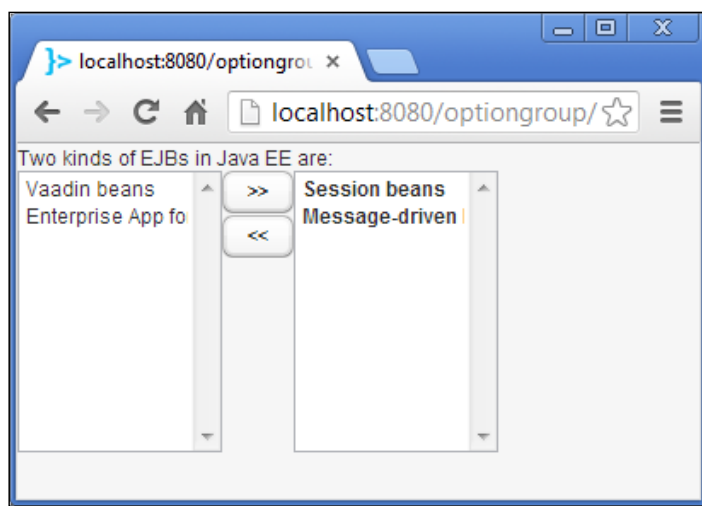 localhost:8080/optiongro
localhost:8080/optiongroup/
Two kinds of EJBs in Java EE are:
Vaadin beans
Enterprise App fo
>>
<<
Session beans
Message-driven